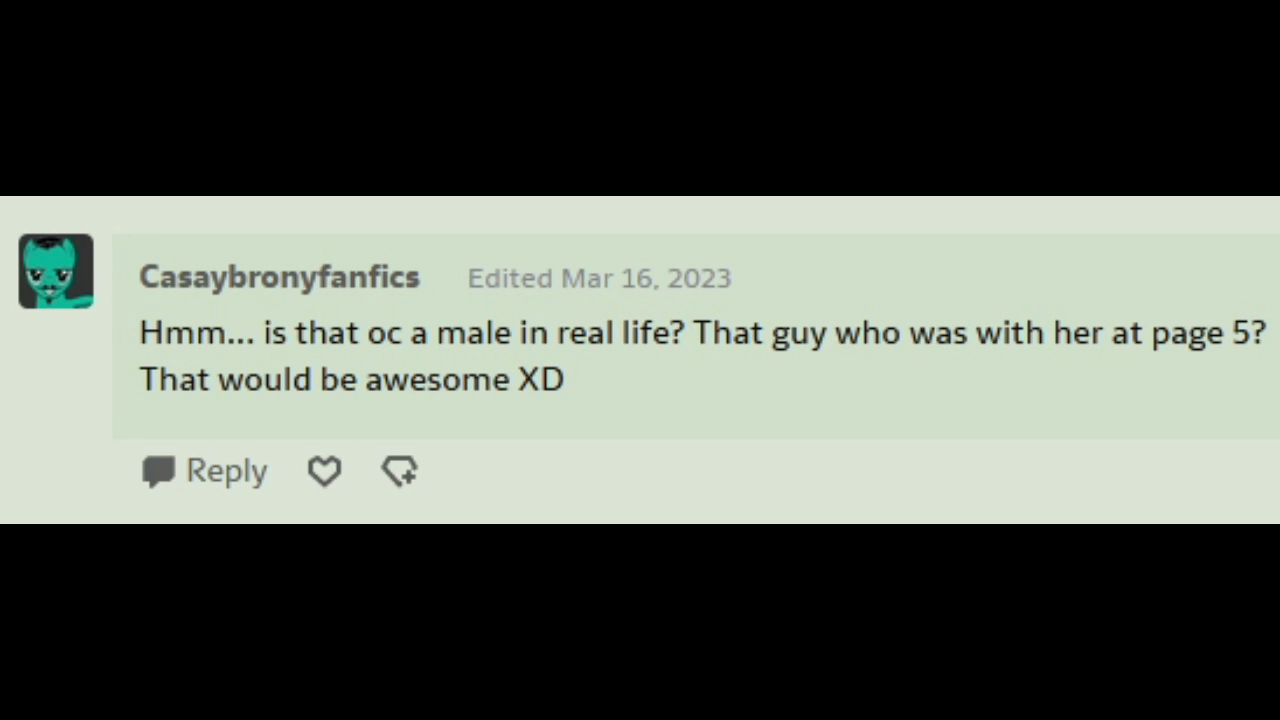 Casaybronyfanfics Edited Mar 16, 2023
Hmm... is that oc a male in real life? That guy who was with her at page 5?
That would be awesome XD
Reply